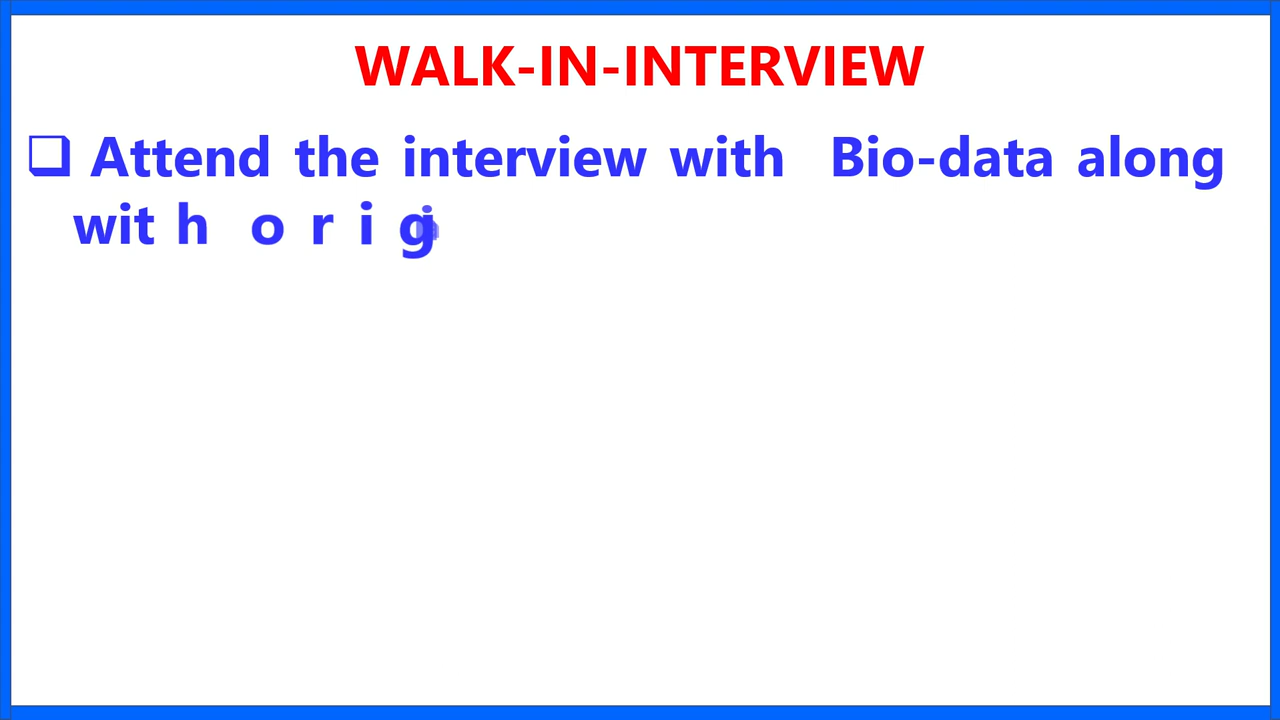 WALK-IN-INTERVIEW
❑ Attend the interview with Bio-data along
with orig